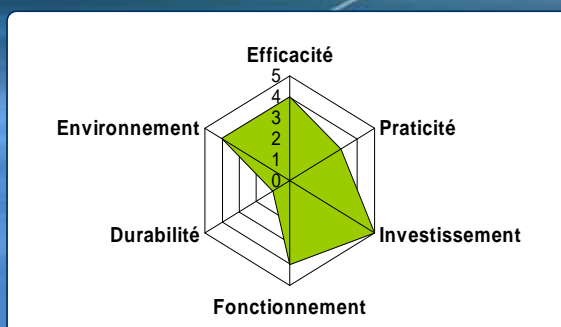 Efficacité
5
4
3
2
1
0
Environnement
Praticité
Durabilité
Investissement
Fonctionnement